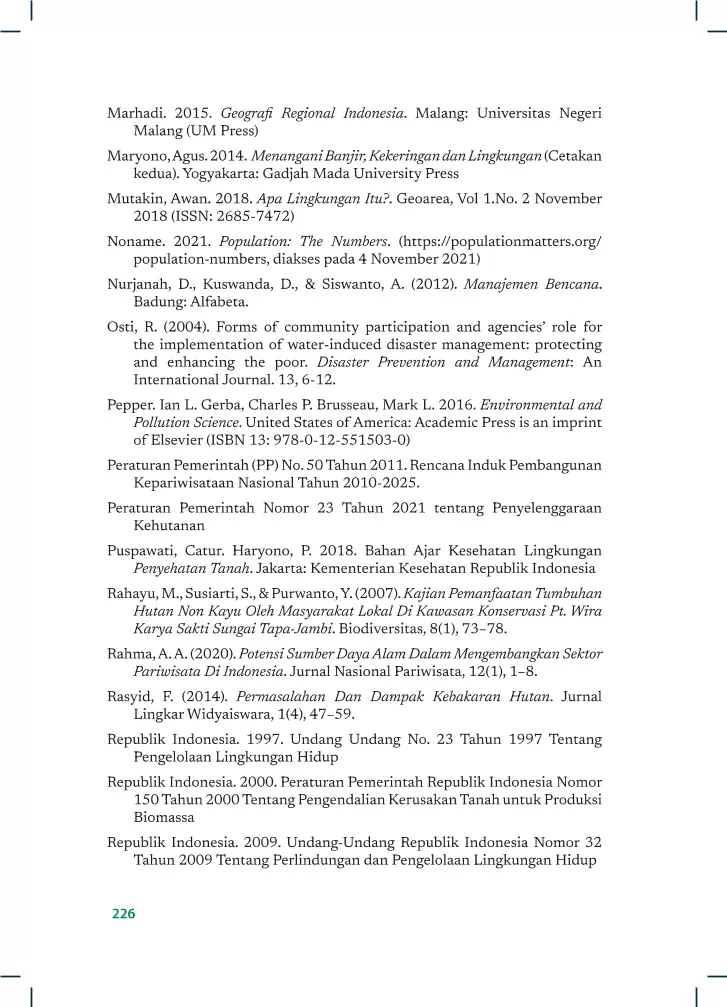 Marhadi. 2015. Geografi Regional Indonesia. Malang: Universitas Negeri
Malang (UM Press)
Maryono, Agus. 2014. Menangani Banjir, Kekeringan dan Lingkungan (Cetakan
kedua). Yogyakarta: Gadjah Mada University Press
Mutakin, Awan. 2018. Apa Lingkungan Itu?. Geoarea, Vol 1.No. 2 November
2018 (ISSN: 2685-7472)
Noname. 2021. Population: The Numbers. (https://populationmatters.org/
population-numbers, diakses pada 4 November 2021)
Nurjanah, D., Kuswanda, D., & Siswanto, A. (2012). Manajemen Bencana.
Badung: Alfabeta.
Osti, R. (2004). Forms of community participation and agencies’ role for
the implementation of water-induced disaster management: protecting
and enhancing the poor. Disaster Prevention and Management: An
International Journal. 13, 6-12.
Pepper. Ian L. Gerba, Charles P. Brusseau, Mark L. 2016. Environmental and
Pollution Science. United States of America: Academic Press is an imprint
of Elsevier (ISBN 13: 978-0-12-551503-0)
Peraturan Pemerintah (PP) No. 50 Tahun 2011. Rencana Induk Pembangunan
Kepariwisataan Nasional Tahun 2010-2025.
Peraturan Pemerintah Nomor 23 Tahun 2021 tentang Penyelenggaraan
Kehutanan
Puspawati, Catur. Haryono, P. 2018. Bahan Ajar Kesehatan Lingkungan
Penyehatan Tanah. Jakarta: Kementerian Kesehatan Republik Indonesia
Rahayu, M., Susiarti, S., & Purwanto, Y. (2007). Kajian Pemanfaatan Tumbuhan
Hutan Non Kayu Oleh Masyarakat Lokal Di Kawasan Konservasi Pt. Wira
Karya Sakti Sungai Tapa-Jambi. Biodiversitas, 8(1), 73–78.
Rahma, A. A. (2020). Potensi Sumber Daya Alam Dalam Mengembangkan Sektor
Pariwisata Di Indonesia. Jurnal Nasional Pariwisata, 12(1), 1–8.
Rasyid, F. (2014). Permasalahan Dan Dampak Kebakaran Hutan. Jurnal
Lingkar Widyaiswara, 1(4), 47–59.
Republik Indonesia. 1997. Undang Undang No. 23 Tahun 1997 Tentang
Pengelolaan Lingkungan Hidup
Republik Indonesia. 2000. Peraturan Pemerintah Republik Indonesia Nomor
150 Tahun 2000 Tentang Pengendalian Kerusakan Tanah untuk Produksi
Biomassa
Republik Indonesia. 2009. Undang-Undang Republik Indonesia Nomor 32
Tahun 2009 Tentang Perlindungan dan Pengelolaan Lingkungan Hidup
226